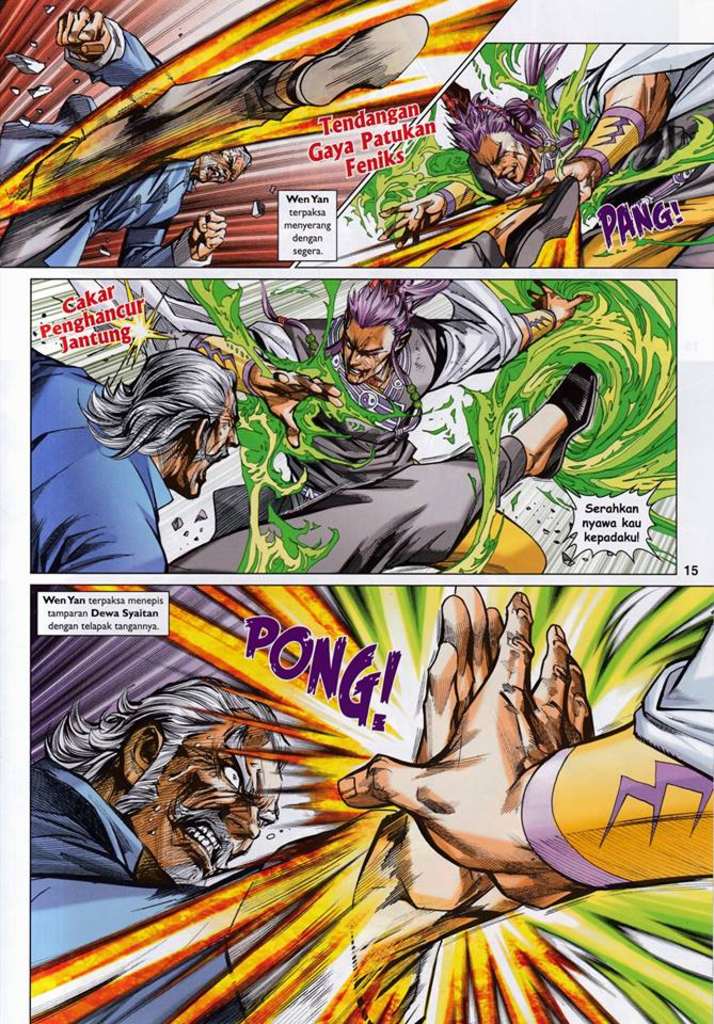 Tendangan
Gaya Patukan
Feniks
Wen Yan
terpaksa
menyerang
dengan
segera.
PANG!
Cakar
Penghancur
Jantung
Serahkan
nyawa kau
kepadaku!
15
Wen Yan terpaksa menepis
tamparan Dewa Syaitan
dengan telapak tangannya.
PONG!